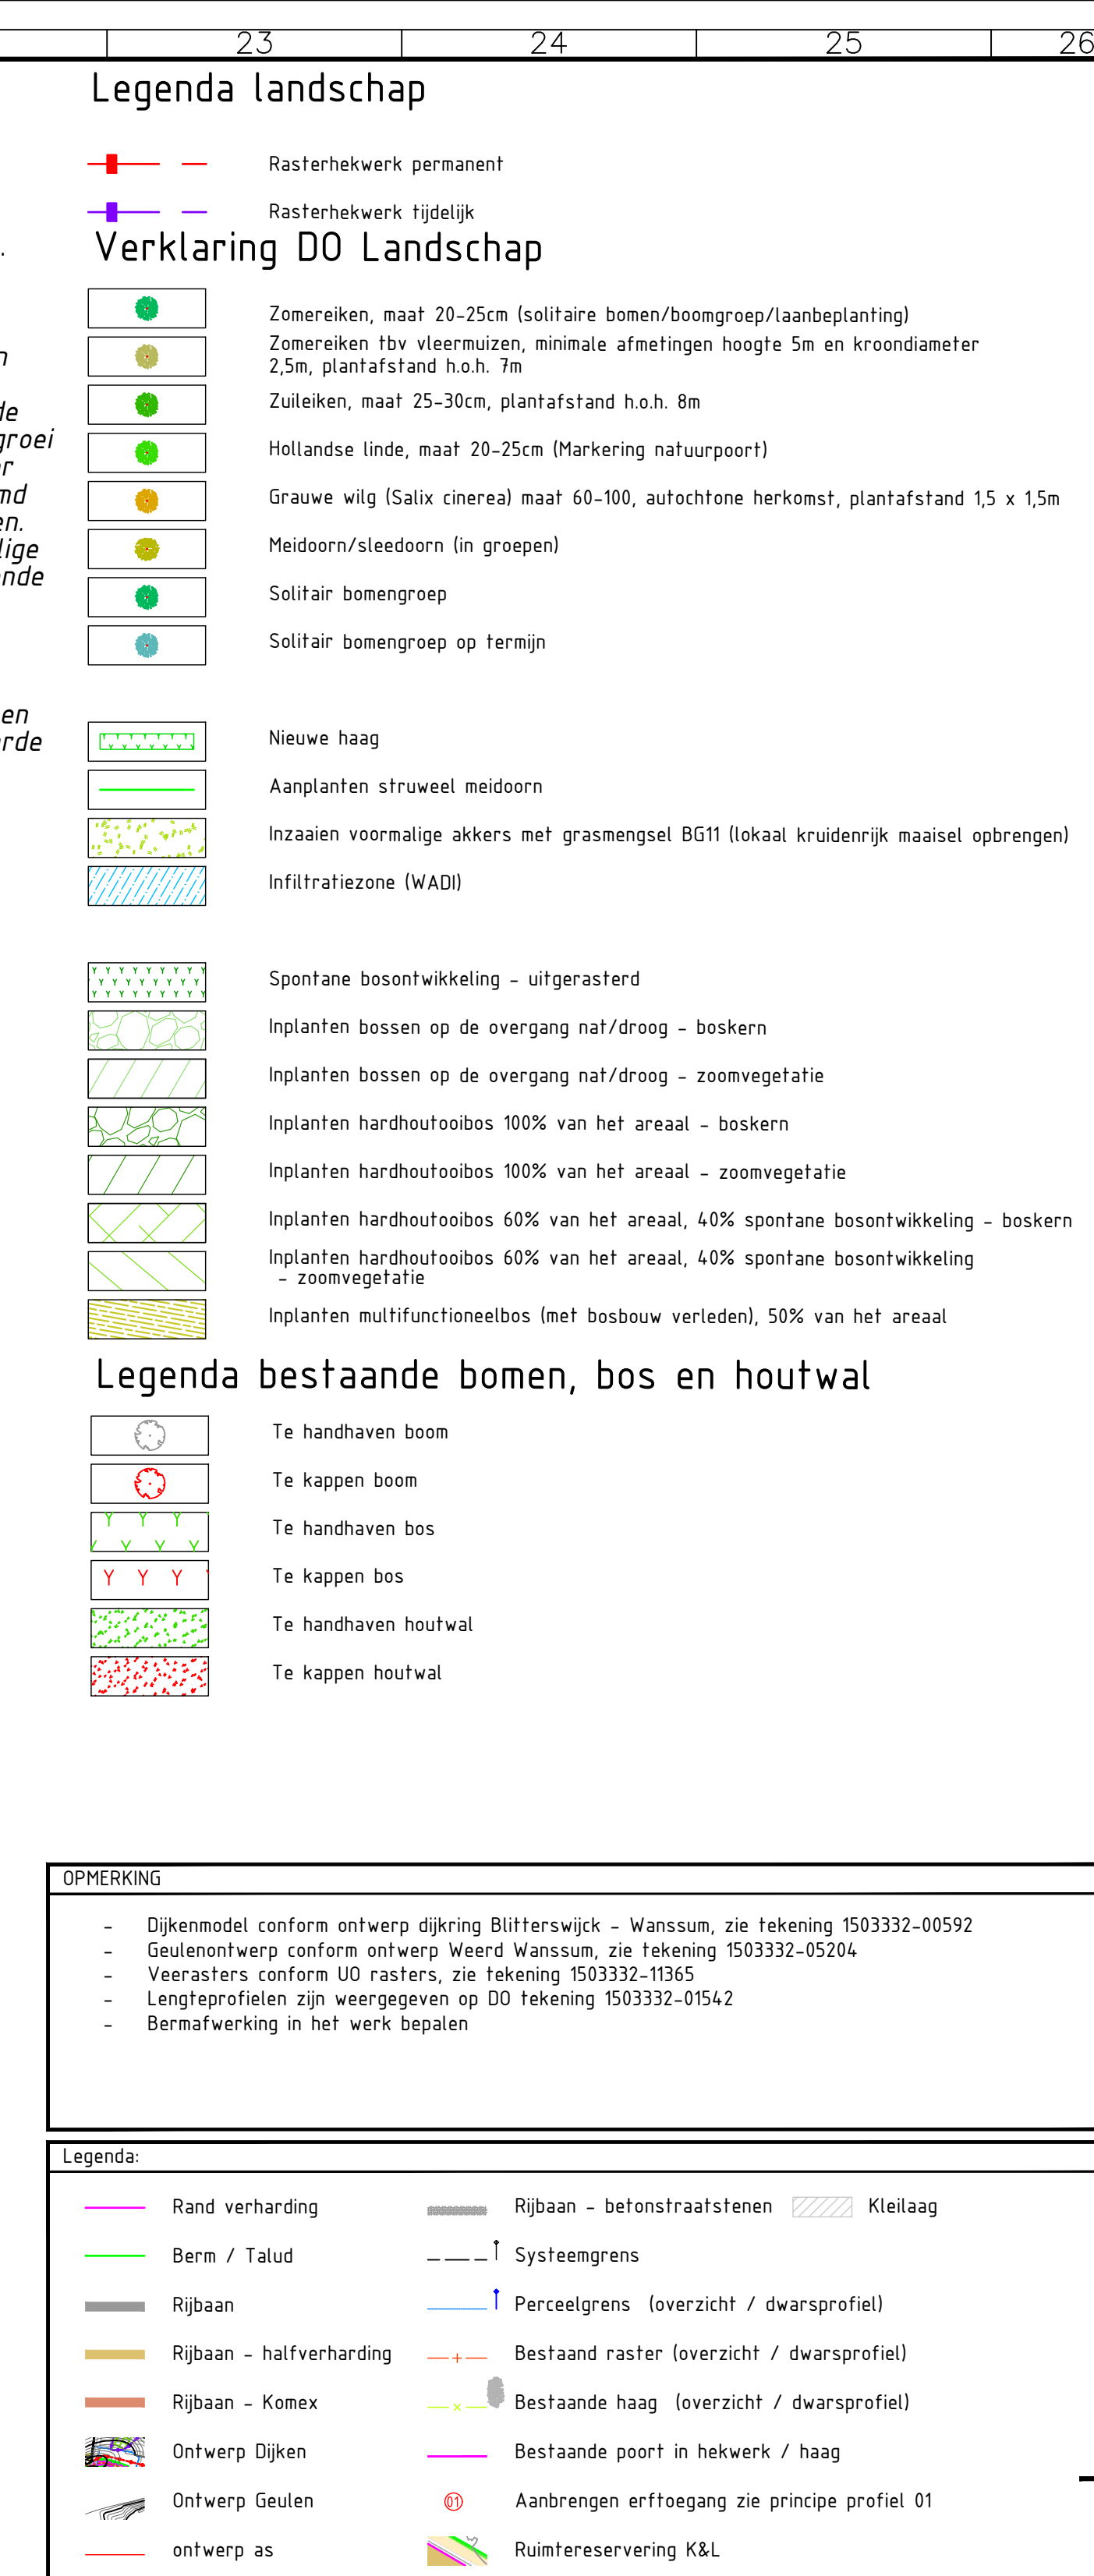 23 24 25 26
Legenda landschap
Rasterhekwerk permanent
Rasterhekwerk tijdelijk
Verklaring DO Landschap
Zomereiken, maat 20-25cm (solitaire bomen/boomgroep/laanbeplanting)
Zomereiken tbv vleermuizen, minimale afmetingen hoogte 5m en kroondiameter
2,5m, plantafstand h.o.h. 7m
Zuileiken, maat 25-30cm, plantafstand h.o.h. 8m
Hollandse linde, maat 20-25cm (Markering natuurpoort)
Grauwe wilg (Salix cinerea) maat 60-100, autochtone herkomst, plantafstand 1,5 x 1,5m
Meidoorn/sleedoorn (in groepen)
Solitair bomengroep
Solitair bomengroep op termijn
n
de
groei
r
md
en.
lige
ende
en
erde
Nieuwe haag
Aanplanten struweel meidoorn
Inzaaien voormalige akkers met grasmengsel BG11 (lokaal kruidenrijk maaisel opbrengen)
Infiltratiezone (WADI)
Spontane bosontwikkeling - uitgerasterd
Inplanten bossen op de overgang nat/droog - boskern
Inplanten bossen op de overgang nat/droog - zoomvegetatie
Inplanten hardhoutooibos 100% van het areaal - boskern
Inplanten hardhoutooibos 100% van het areaal - zoomvegetatie
Inplanten hardhoutooibos 60% van het areaal, 40% spontane bosontwikkeling - boskern
Inplanten hardhoutooibos 60% van het areaal, 40% spontane bosontwikkeling
- zoomvegetatie
Inplanten multifunctioneelbos (met bosbouw verleden), 50% van het areaal
Legenda bestaande bomen, bos en houtwal
Te handhaven boom
Te kappen boom
Te handhaven bos
Te kappen bos
Te handhaven houtwal
Te kappen houtwal
OPMERKING
- Dijkenmodel conform ontwerp dijkring Blitterswijck - Wanssum, zie tekening 1503332-00592
- Geulenontwerp conform ontwerp Weerd Wanssum, zie tekening 1503332-05204
- Veerasters conform UO rasters, zie tekening 1503332-11365
- Lengteprofielen zijn weergegeven op DO tekening 1503332-01542
- Bermafwerking in het werk bepalen
Legenda:
Rand verharding
Berm / Talud
Rijbaan
Rijbaan - halfverharding
Rijbaan - Komex
Ontwerp Dijken
Ontwerp Geulen
ontwerp as
Rijbaan - betonstraatstenen
Systeemgrens
Perceelgrens (overzicht / dwarsprofiel)
Bestaand raster (overzicht / dwarsprofiel)
Bestaande haag (overzicht / dwarsprofiel)
Bestaande poort in hekwerk / haag
01 Aanbrengen erftoegang zie principe profiel 01
Ruimtereservering K&L
Kleilaag